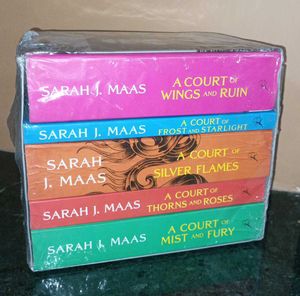 SARAH J. MAAS
A COURT OF
WINGS AND RUIN
SARAH J. MAAS
A COURT OF
FROST AND STARLIGHT
SARAH
J. MAAS
A COURT OF
SILVER FLAMES
SARAH J. MAAS
A COURT OF
THORNS AND ROSES
SARAH J. MAAS
A COURT OF
MIST AND FURY